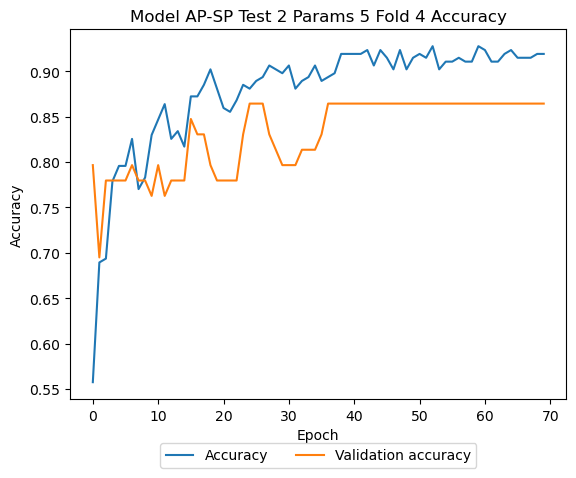 Model AP-SP Test 2 Params 5 Fold 4 Accuracy
Accuracy
0.90
0.85
0.80
0.75
0.70
0.65
0.60
0.55
0 10 20 30 40 50 60 70
Epoch
Accuracy Validation accuracy